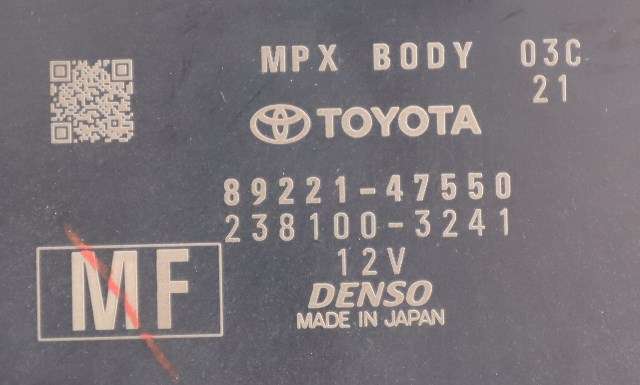 MPX BODY 03C
21
TOYOTA
89221-47550
238100-3241
12V
MF
DENSO
MADE IN JAPAN